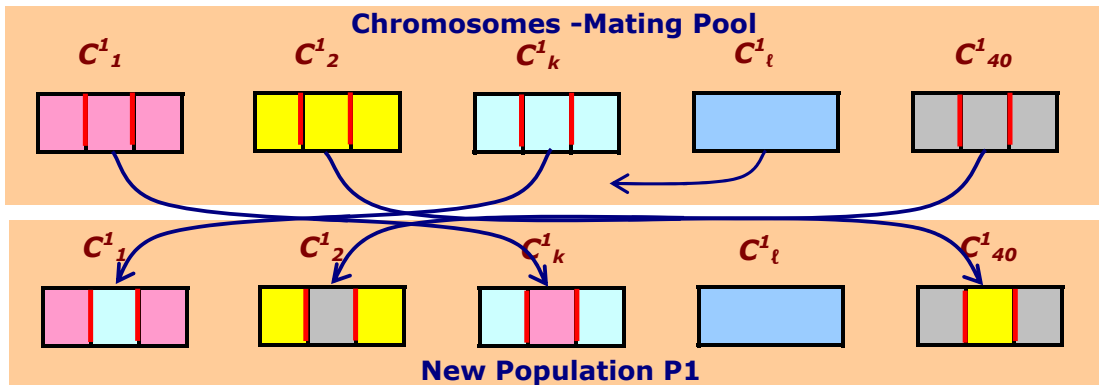 Chromosomes -Mating Pool
C¹₁ C¹₂ C¹ₖ C¹ℓ C¹₄₀
C¹₁ C¹₂ C¹ₖ C¹ℓ C¹₄₀
New Population P1